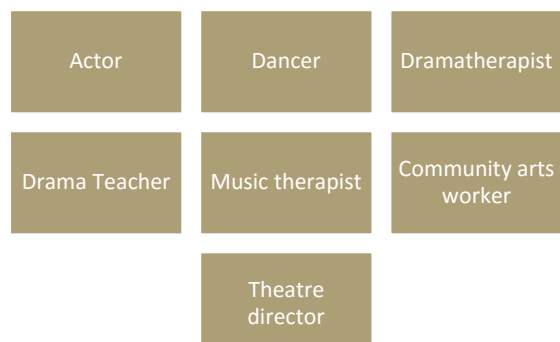 Actor
Dancer
Dramatherapist
Drama Teacher
Music therapist
Community arts
worker
Theatre
director